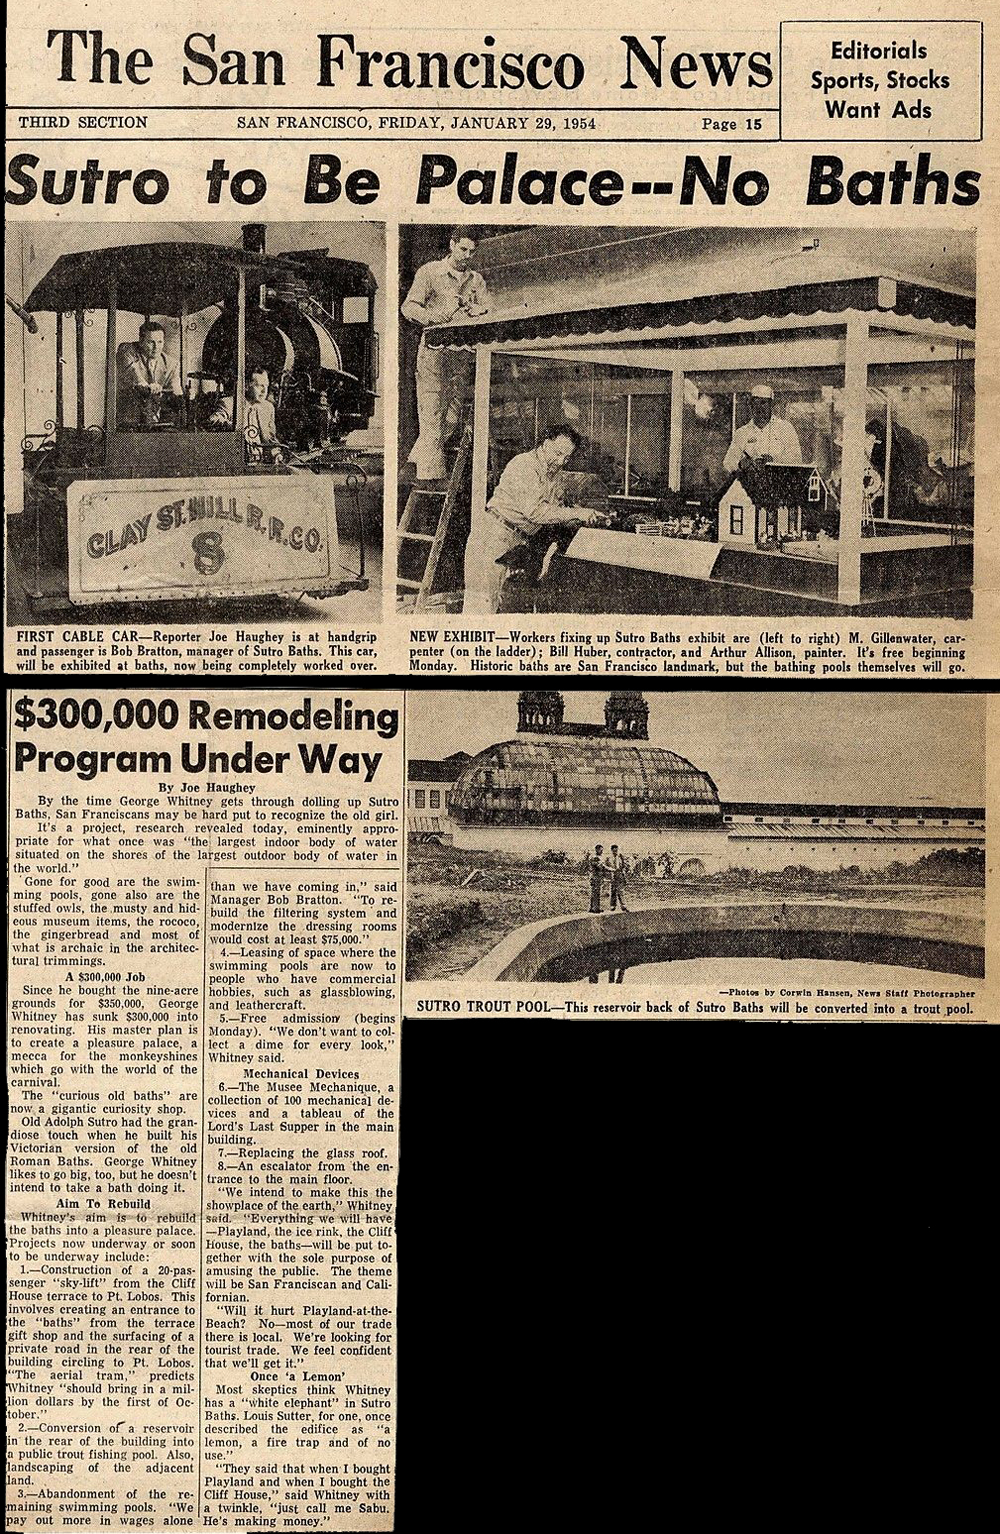 The San Francisco News
Editorials
Sports, Stocks
Want Ads
THIRD SECTION SAN FRANCISCO, FRIDAY, JANUARY 29, 1954 Page 15
Sutro to Be Palace--No Baths
CLAY ST. HILL R.R.CO.
8
FIRST CABLE CAR—Reporter Joe Haughey is at handgrip
and passenger is Bob Bratton, manager of Sutro Baths. This car,
will be exhibited at baths, now being completely worked over.
NEW EXHIBIT—Workers fixing up Sutro Baths exhibit are (left to right) M. Gillenwater, car-
penter (on the ladder); Bill Huber, contractor, and Arthur Allison, painter. It's free beginning
Monday. Historic baths are San Francisco landmark, but the bathing pools themselves will go.
$300,000 Remodeling
Program Under Way
By Joe Haughey
By the time George Whitney gets through dolling up Sutro
Baths, San Franciscans may be hard put to recognize the old girl.
It's a project, research revealed today, eminently appro-
priate for what once was "the largest indoor body of water
situated on the shores of the largest outdoor body of water in
the world."
Gone for good are the swim-
ming pools, gone also are the
stuffed owls, the musty and hid-
eous museum items, the rococo,
the gingerbread and most of
what is archaic in the architec-
tural trimmings.
A $300,000 Job
Since he bought the nine-acre
grounds for $350,000, George
Whitney has sunk $300,000 into
renovating. His master plan is
to create a pleasure palace, a
mecca for the monkeyshines
which go with the world of the
carnival.
The "curious old baths" are
now a gigantic curiosity shop.
Old Adolph Sutro had the gran-
diose touch when he built his
Victorian version of the old
Roman Baths. George Whitney
likes to go big, too, but he doesn't
intend to take a bath doing it.
Aim To Rebuild
Whitney's aim is to rebuild
the baths into a pleasure palace.
Projects now underway or soon
to be underway include:
1.—Construction of a 20-pas-
senger "sky-lift" from the Cliff
House terrace to Pt. Lobos. This
involves creating an entrance to
the "baths" from the terrace
gift shop and the surfacing of a
private road in the rear of the
building circling to Pt. Lobos.
"The aerial tram," predicts
Whitney "should bring in a mil-
lion dollars by the first of Oc-
tober."
2.—Conversion of a reservoir
in the rear of the building into
a public trout fishing pool. Also,
landscaping of the adjacent
land.
3.—Abandonment of the re-
maining swimming pools. "We
pay out more in wages alone
than we have coming in," said
Manager Bob Bratton. "To re-
build the filtering system and
modernize the dressing rooms
would cost at least $75,000."
4.—Leasing of space where the
swimming pools are now to
people who have commercial
hobbies, such as glassblowing,
and leathercraft.
5.—Free admission (begins
Monday). "We don't want to col-
lect a dime for every look,"
Whitney said.
Mechanical Devices
6.—The Musee Mechanique, a
collection of 100 mechanical de-
vices and a tableau of the
Lord's Last Supper in the main
building.
7.—Replacing the glass roof.
8.—An escalator from the en-
trance to the main floor.
"We intend to make this the
showplace of the earth," Whitney
said. "Everything we will have
—Playland, the ice rink, the Cliff
House, the baths—will be put to-
gether with the sole purpose of
amusing the public. The theme
will be San Franciscan and Cali-
fornian.
"Will it hurt Playland-at-the-
Beach? No—most of our trade
there is local. We're looking for
tourist trade. We feel confident
that we'll get it."
Once 'a Lemon'
Most skeptics think Whitney
has a "white elephant" in Sutro
Baths. Louis Sutter, for one, once
described the edifice as "a
lemon, a fire trap and of no
use."
"They said that when I bought
Playland and when I bought the
Cliff House," said Whitney with
a twinkle, "just call me Sabu.
He's making money."
—Photos by Corwin Hansen, News Staff Photographer
SUTRO TROUT POOL—This reservoir back of Sutro Baths will be converted into a trout pool.